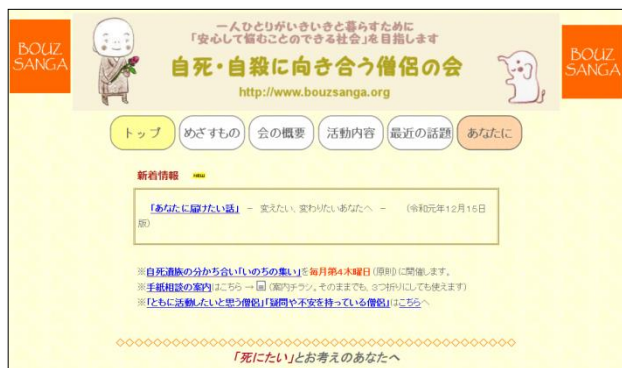 BOUZ
SANGA
一人ひとりがいきいきと暮らすために
「安心して悩むことのできる社会」を目指します
自死・自殺に向き合う僧侶の会
http://www.bouzsanga.org
BOUZ
SANGA
トップ
めざすもの
会の概要
活動内容
最近の話題
あなたに
新着情報 NEW
「あなたに届けたい話」 － 変えたい、変わりたいあなたへ － （令和元年12月15日
版）
※自死遺族の分かち合い「いのちの集い」を毎月第4木曜日（原則）に開催します。
※手紙相談の案内はこちら→ （案内チラシ。そのままでも、3つ折りにしても使えます）
※「ともに活動したいと思う僧侶」「疑問や不安を持っている僧侶」はこちらへ
「死にたい」とお考えのあなたへ